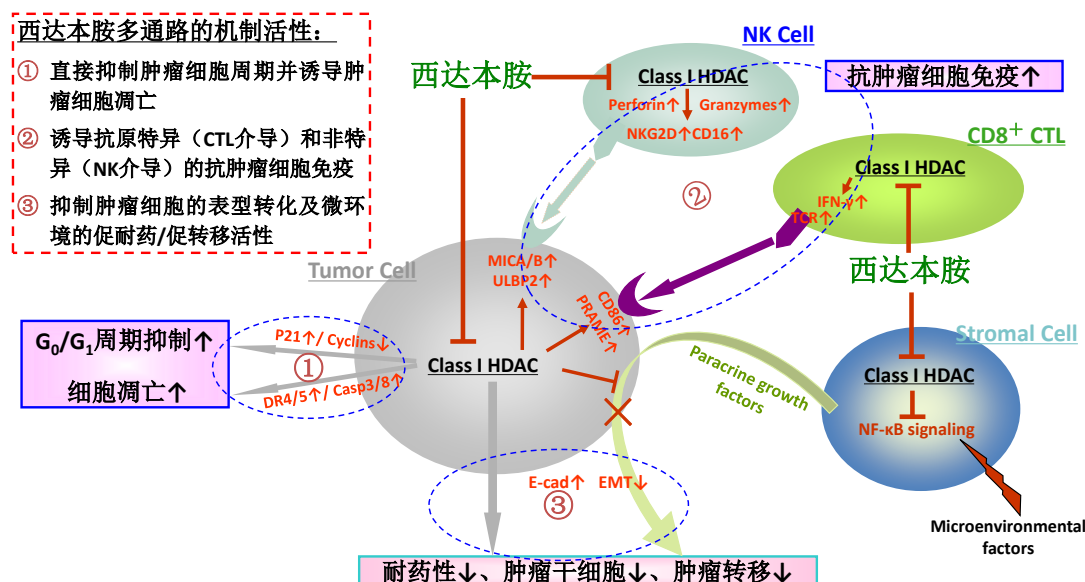 西达本胺多通路的机制活性：
① 直接抑制肿瘤细胞周期并诱导肿
瘤细胞凋亡
② 诱导抗原特异（CTL介导）和非特
异（NK介导）的抗肿瘤细胞免疫
③ 抑制肿瘤细胞的表型转化及微环
境的促耐药/促转移活性
西达本胺
NK Cell
Class I HDAC
Perforin↑ Granzymes↑
NKG2D↑CD16↑
抗肿瘤细胞免疫↑
CD8⁺ CTL
Class I HDAC
IFN-γ↑
TCR↑
②
西达本胺
Tumor Cell
MICA/B↑
ULBP2↑
CD86↑
PRAME↑
Class I HDAC
G₀/G₁周期抑制↑
细胞凋亡↑
P21↑/ Cyclins↓
①
DR4/5↑/ Casp3/8↑
Paracrine growth
factors
Stromal Cell
Class I HDAC
NF-κB signaling
Microenvironmental
factors
E-cad↑ EMT↓
③
耐药性↓、肿瘤干细胞↓、肿瘤转移↓